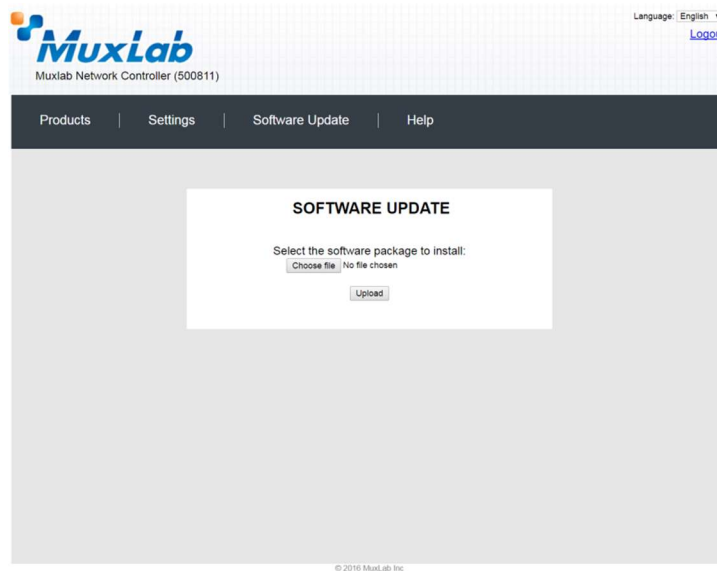 Language: English
MuxLab
Muxlab Network Controller (500811)
Products | Settings | Software Update | Help
SOFTWARE UPDATE
Select the software package to install:
Choose file No file chosen
Upload
© 2016 MuxLab Inc